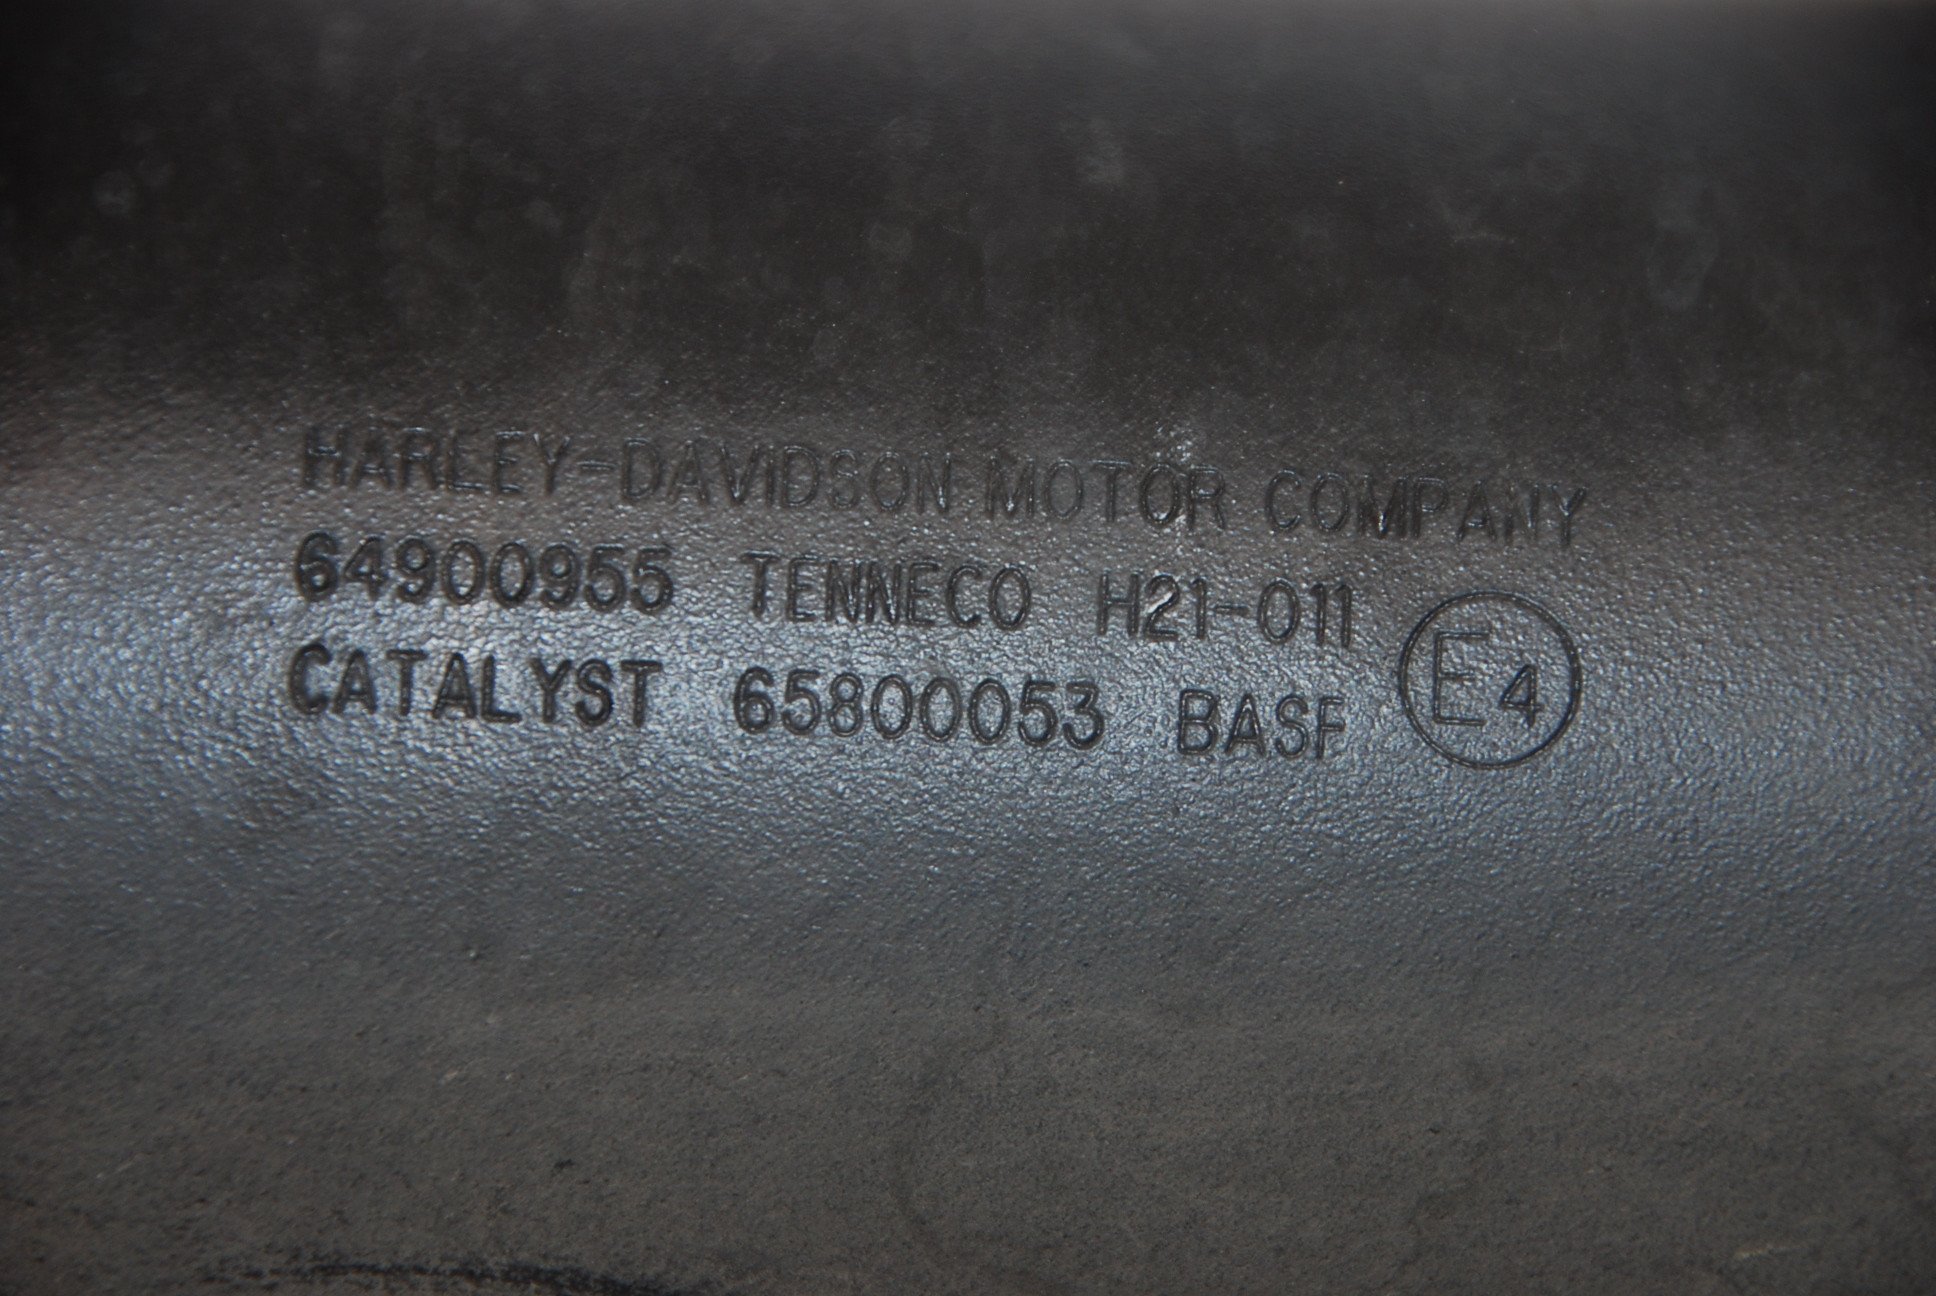 HARLEY-DAVIDSON MOTOR COMPANY
64900955 TENNECO H21-011
CATALYST 65800053 BASF E4